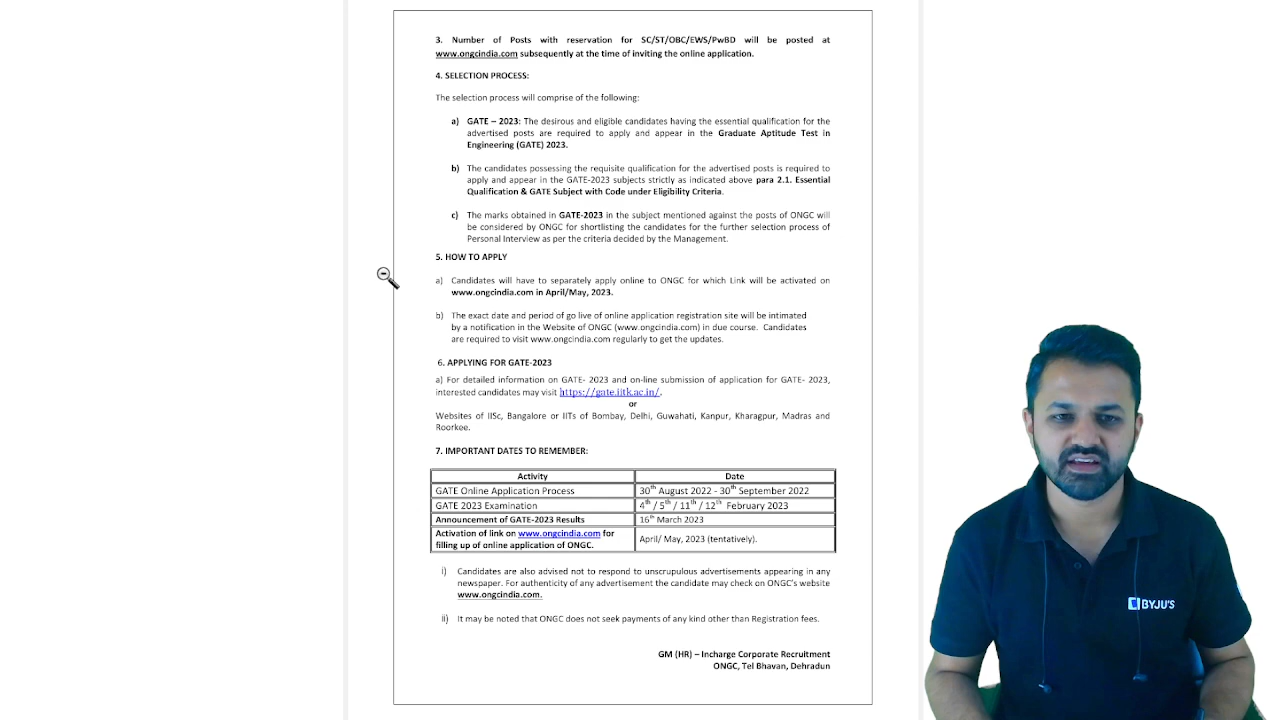 3. Number of Posts with reservation for SC/ST/OBC/EWS/PwBD will be posted at
www.ongcindia.com subsequently at the time of inviting the online application.
4. SELECTION PROCESS:
The selection process will comprise of the following:
a) GATE – 2023: The desirous and eligible candidates having the essential qualification for the
advertised posts are required to apply and appear in the Graduate Aptitude Test in
Engineering (GATE) 2023.
b) The candidates possessing the requisite qualification for the advertised posts is required to
apply and appear in the GATE-2023 subjects strictly as indicated above para 2.1. Essential
Qualification & GATE Subject with Code under Eligibility Criteria.
c) The marks obtained in GATE-2023 in the subject mentioned against the posts of ONGC will
be considered by ONGC for shortlisting the candidates for the further selection process of
Personal Interview as per the criteria decided by the Management.
5. HOW TO APPLY
a) Candidates will have to separately apply online to ONGC for which Link will be activated on
www.ongcindia.com in April/May, 2023.
b) The exact date and period of go live of online application registration site will be intimated
by a notification in the Website of ONGC (www.ongcindia.com) in due course. Candidates
are required to visit www.ongcindia.com regularly to get the updates.
6. APPLYING FOR GATE-2023
a) For detailed information on GATE- 2023 and on-line submission of application for GATE- 2023,
interested candidates may visit https://gate.iitk.ac.in/.
or
Websites of IISc, Bangalore or IITs of Bombay, Delhi, Guwahati, Kanpur, Kharagpur, Madras and
Roorkee.
7. IMPORTANT DATES TO REMEMBER:
Activity Date
GATE Online Application Process 30th August 2022 - 30th September 2022
GATE 2023 Examination 4th / 5th / 11th / 12th February 2023
Announcement of GATE-2023 Results 16th March 2023
Activation of link on www.ongcindia.com for
filling up of online application of ONGC. April/ May, 2023 (tentatively).
i) Candidates are also advised not to respond to unscrupulous advertisements appearing in any
newspaper. For authenticity of any advertisement the candidate may check on ONGC's website
www.ongcindia.com.
ii) It may be noted that ONGC does not seek payments of any kind other than Registration fees.
GM (HR) – Incharge Corporate Recruitment
ONGC, Tel Bhavan, Dehradun
BYJU'S